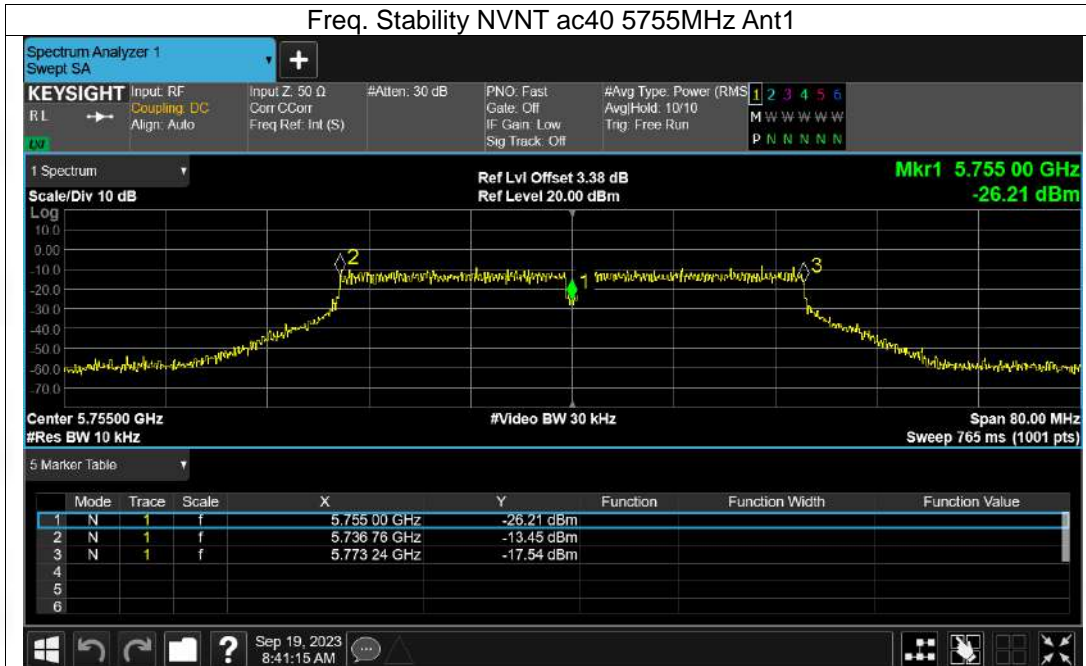 Freq. Stability NVNT ac40 5755MHz Ant1
Spectrum Analyzer 1
Swept SA
+
KEYSIGHT Input: RF Input Z: 50 Ω #Atten: 30 dB PNO: Fast #Avg Type: Power (RMS 1 2 3 4 5 6
RL Coupling: DC Corr CCorr Gate: Off Avg|Hold: 10/10 M W W W W W
Align: Auto Freq Ref: Int (S) IF Gain: Low Trig: Free Run
LXI Sig Track: Off P N N N N N
1 Spectrum Ref Lvl Offset 3.38 dB Mkr1 5.755 00 GHz
Scale/Div 10 dB Ref Level 20.00 dBm -26.21 dBm
Log
10.0
0.00
-10.0
-20.0
-30.0
-40.0
-50.0
-60.0
-70.0
2
1
3
Center 5.75500 GHz #Video BW 30 kHz Span 80.00 MHz
#Res BW 10 kHz Sweep 765 ms (1001 pts)
5 Marker Table
Mode Trace Scale X Y Function Function Width Function Value
1 N 1 f 5.755 00 GHz -26.21 dBm
2 N 1 f 5.736 76 GHz -13.45 dBm
3 N 1 f 5.773 24 GHz -17.54 dBm
4
5
6
? Sep 19, 2023
8:41:15 AM